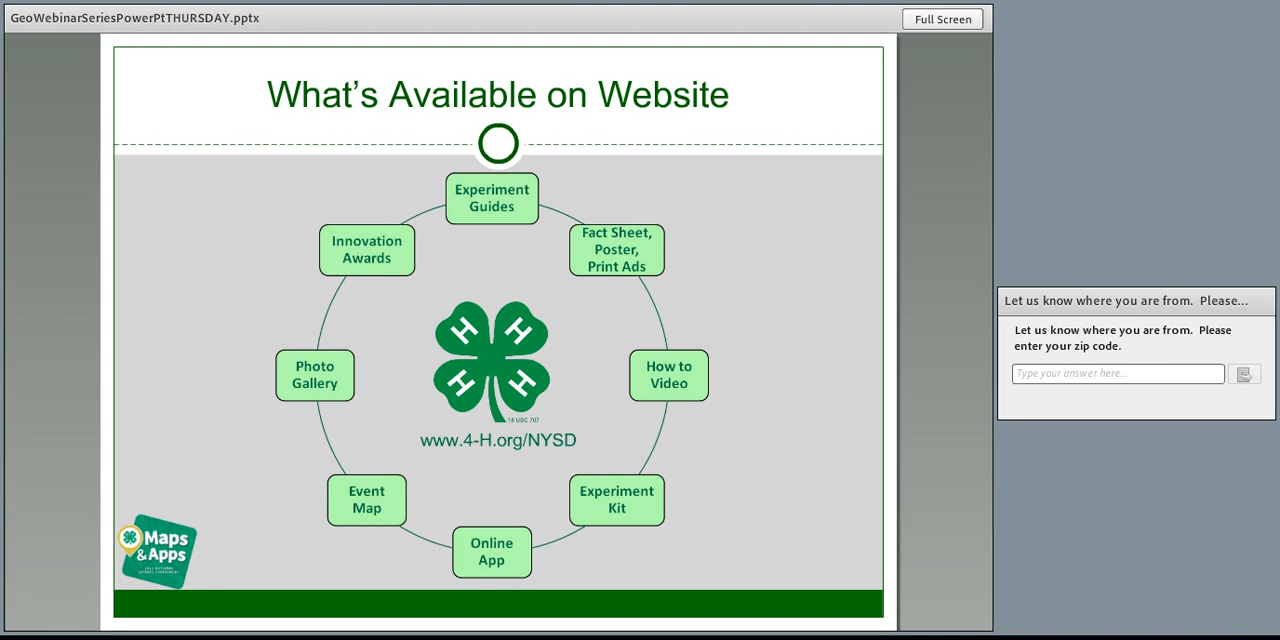 GeoWebinarSeriesPowerPtTHURSDAY.pptx
Full Screen
What's Available on Website
Experiment
Guides
Fact Sheet,
Poster,
Print Ads
How to
Video
Experiment
Kit
Online
App
Event
Map
Photo
Gallery
Innovation
Awards
H H
H H
18 USC 707
www.4-H.org/NYSD
Maps
&Apps
Let us know where you are from. Please...
Let us know where you are from. Please
enter your zip code.
Type your answer here...